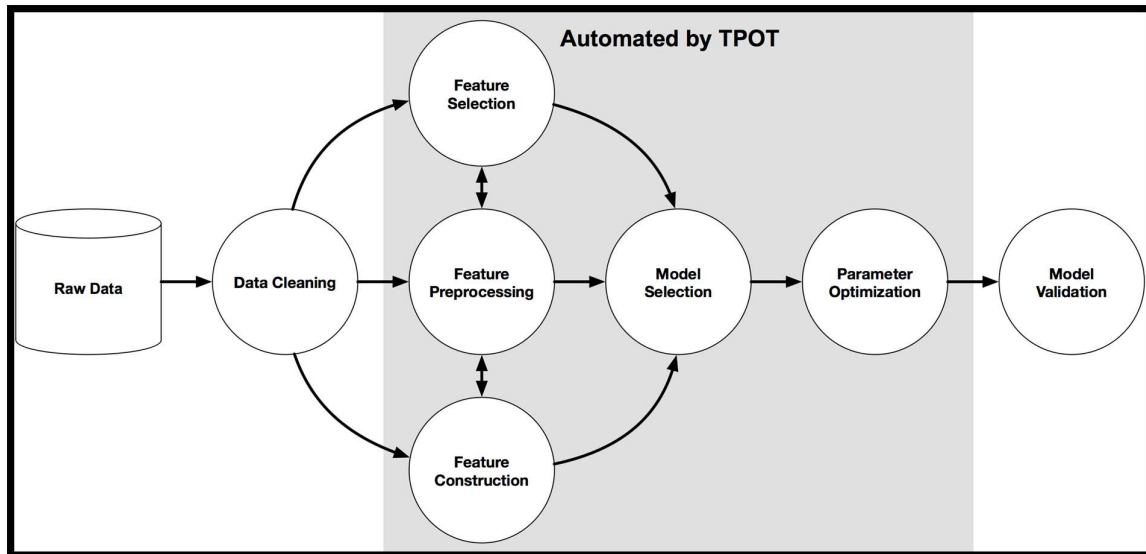 Automated by TPOT
Feature
Selection
Raw Data
Data Cleaning
Feature
Preprocessing
Model
Selection
Parameter
Optimization
Model
Validation
Feature
Construction